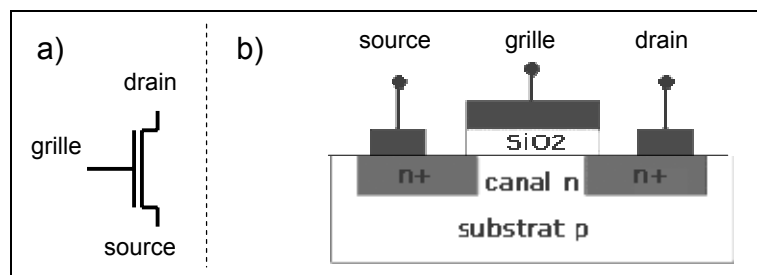 a)
drain
grille
source
b)
source grille drain
SiO2
n+ canal n n+
substrat p